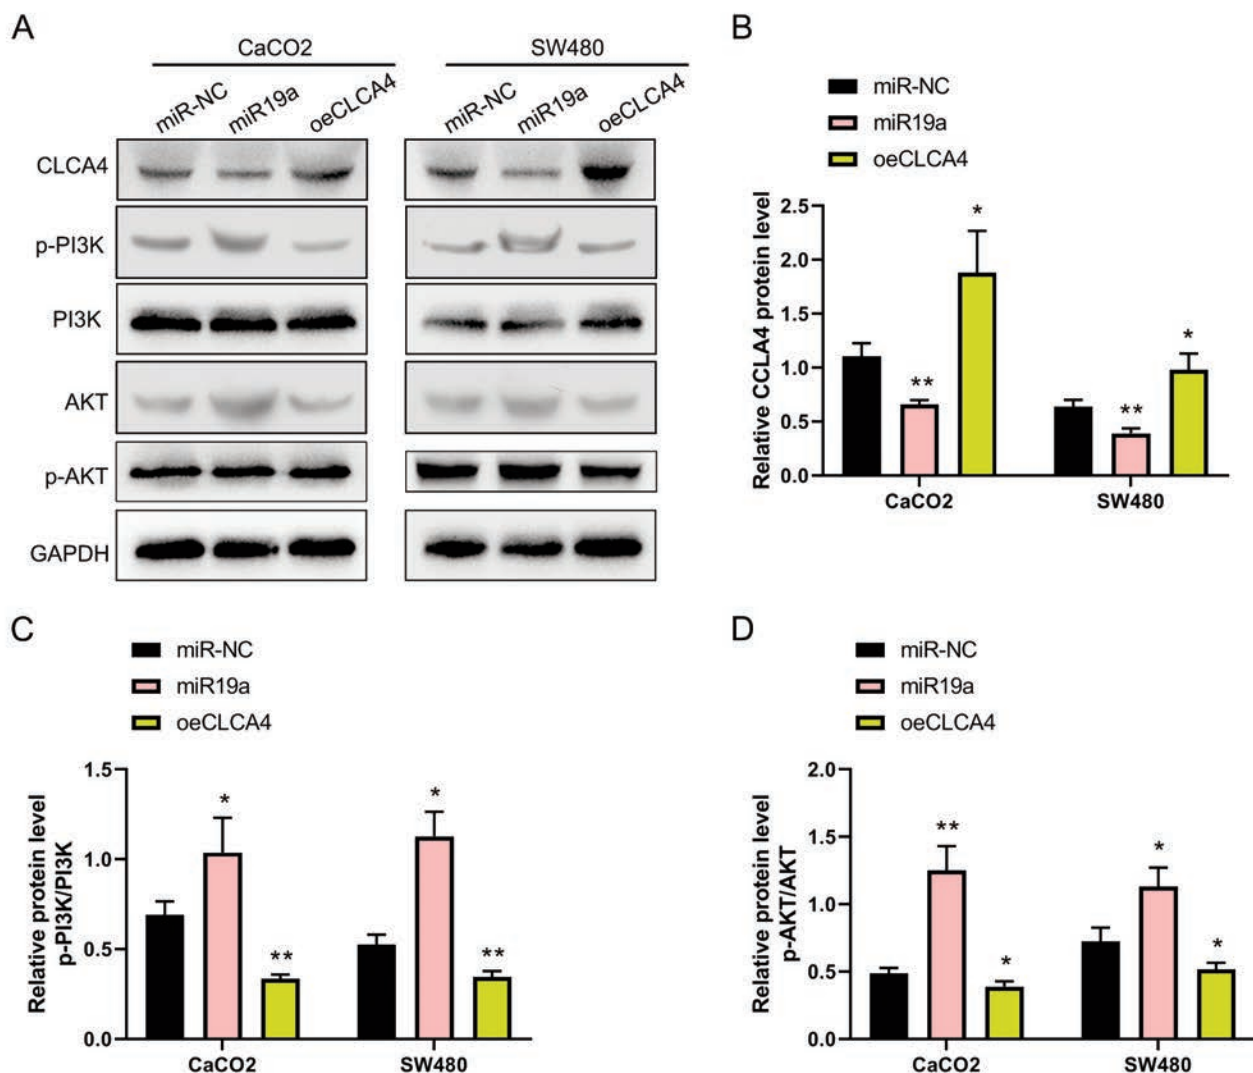 A
CaCO2
SW480
miR-NC
miR19a
oeCLCA4
miR-NC
miR19a
oeCLCA4
CLCA4
p-PI3K
PI3K
AKT
p-AKT
GAPDH
B
miR-NC
miR19a
oeCLCA4
Relative CCLA4 protein level
2.5
2.0
1.5
1.0
0.5
0.0
**
*
**
*
CaCO2
SW480
C
miR-NC
miR19a
oeCLCA4
Relative protein level
p-PI3K/PI3K
1.5
1.0
0.5
0.0
*
**
*
**
CaCO2
SW480
D
miR-NC
miR19a
oeCLCA4
Relative protein level
p-AKT/AKT
2.0
1.5
1.0
0.5
0.0
**
*
*
*
CaCO2
SW480